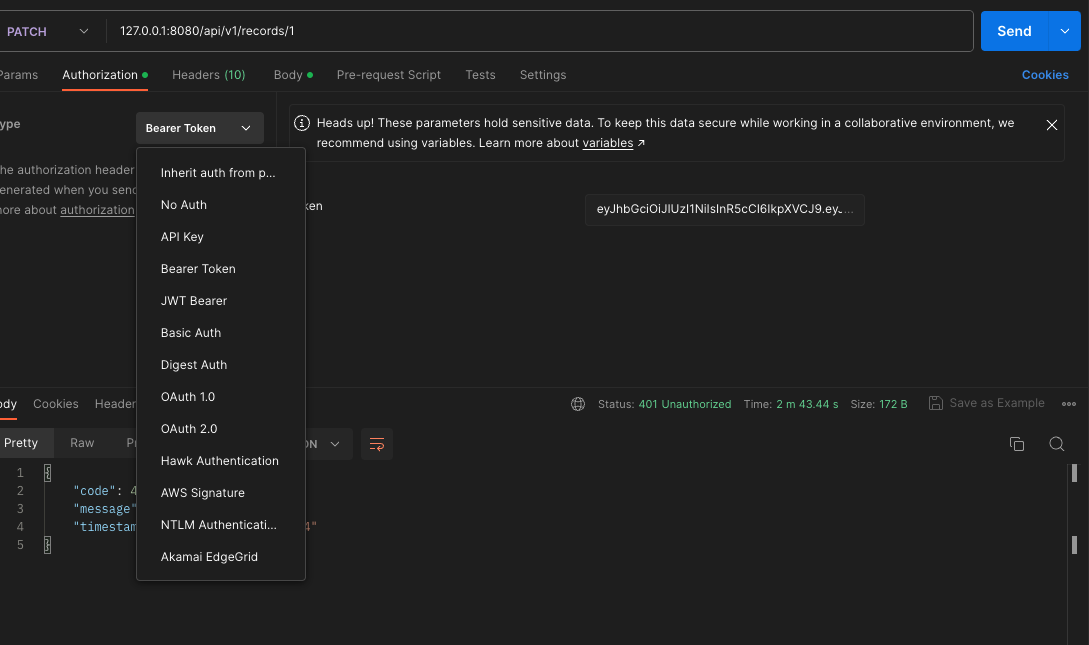 PATCH 127.0.0.1:8080/api/v1/records/1 Send
Params Authorization Headers (10) Body Pre-request Script Tests Settings Cookies
ype Bearer Token
Heads up! These parameters hold sensitive data. To keep this data secure while working in a collaborative environment, we
recommend using variables. Learn more about variables ↗
he authorization header
enerated when you send
more about authorization
Inherit auth from p...
No Auth
API Key
Bearer Token
JWT Bearer
Basic Auth
Digest Auth
OAuth 1.0
OAuth 2.0
Hawk Authentication
AWS Signature
NTLM Authenticati...
Akamai EdgeGrid
ken eyJhbGciOiJIUzI1NiIsInR5cCI6IkpXVCJ9.ey...
ody Cookies Header Status: 401 Unauthorized Time: 2 m 43.44 s Size: 172 B Save as Example
Pretty Raw Pr ON
1 {
2 "code": 4
3 "message"
4 "timestam 4"
5 }